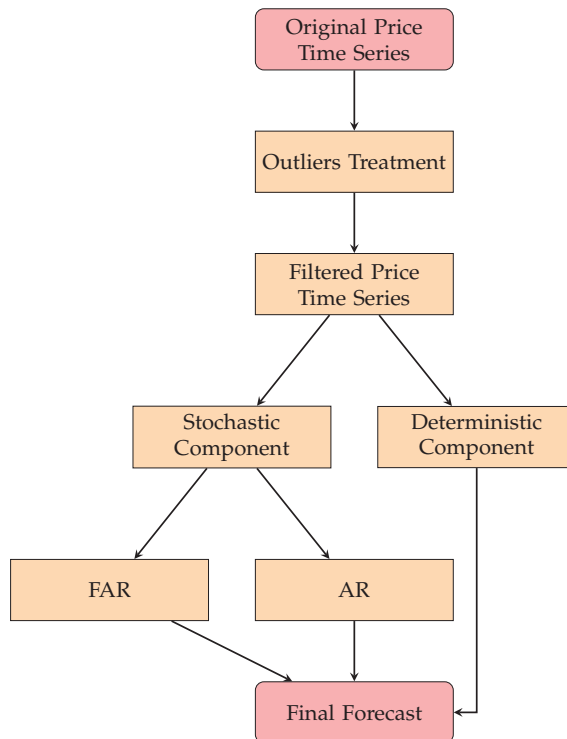 Original Price
Time Series
Outliers Treatment
Filtered Price
Time Series
Stochastic
Component
Deterministic
Component
FAR
AR
Final Forecast